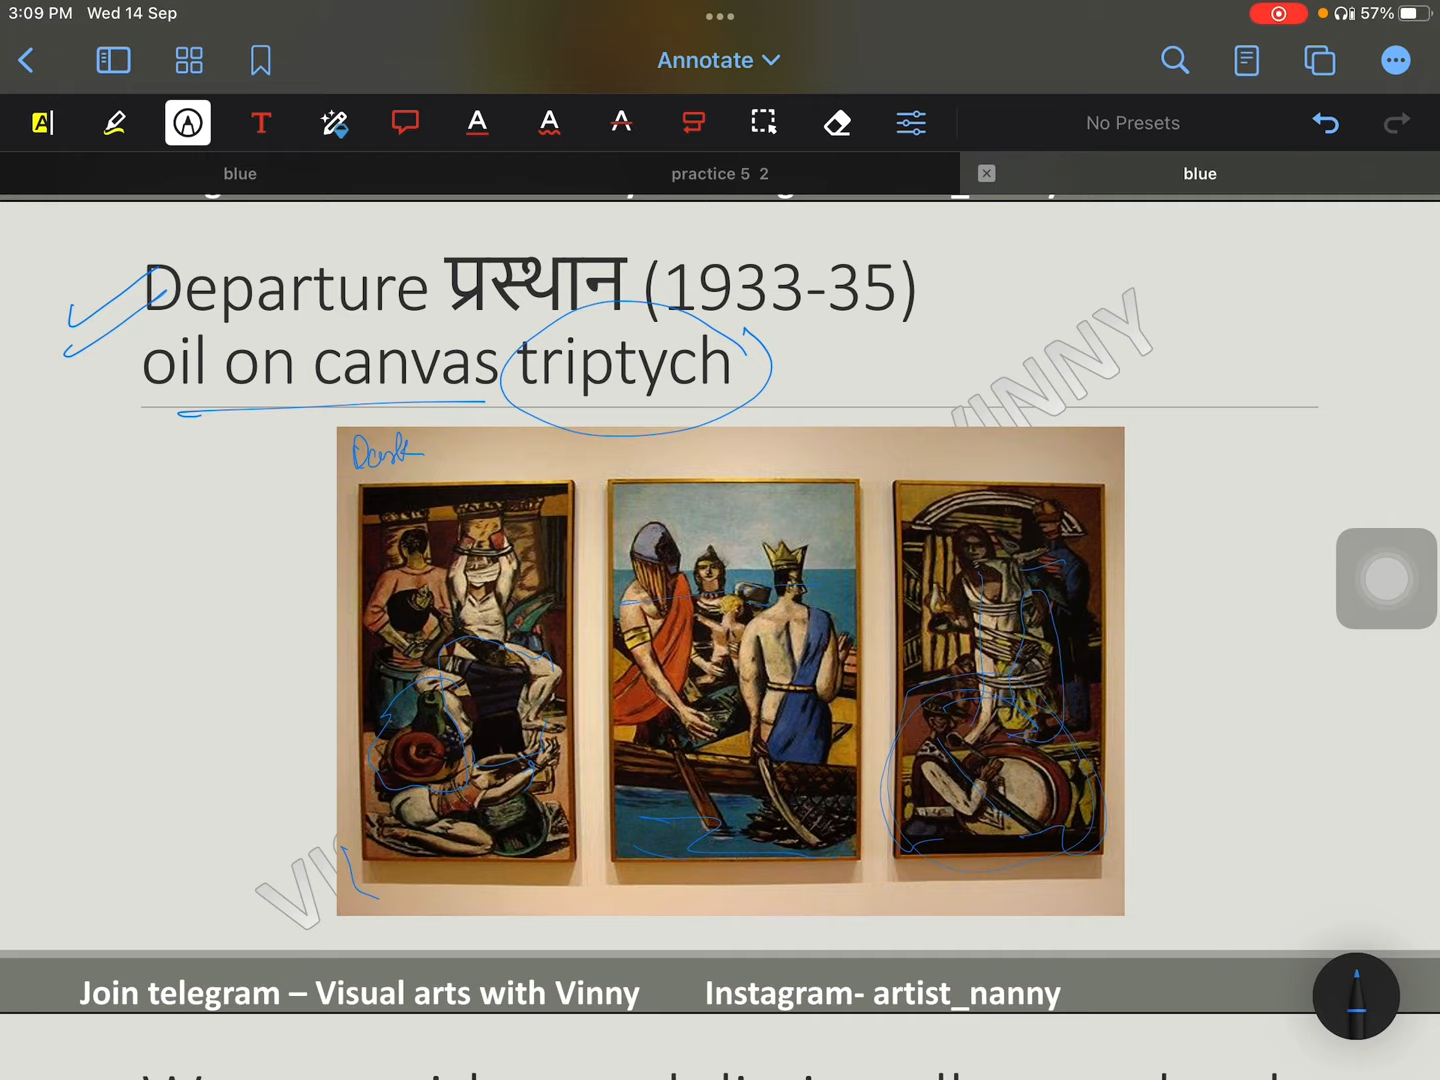 3:09 PM Wed 14 Sep
57%
Annotate
No Presets
blue
practice 5 2
blue
Departure प्रस्थान (1933-35)
oil on canvas triptych
VINNY
Dark
Join telegram – Visual arts with Vinny Instagram- artist_nanny